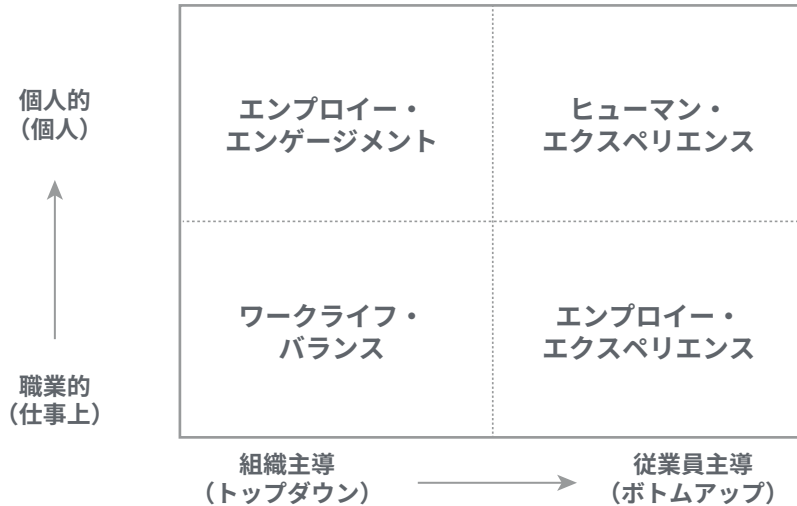 個人的
（個人）
エンプロイー・
エンゲージメント
ヒューマン・
エクスペリエンス
ワークライフ・
バランス
エンプロイー・
エクスペリエンス
職業的
（仕事上）
組織主導
（トップダウン）
従業員主導
（ボトムアップ）